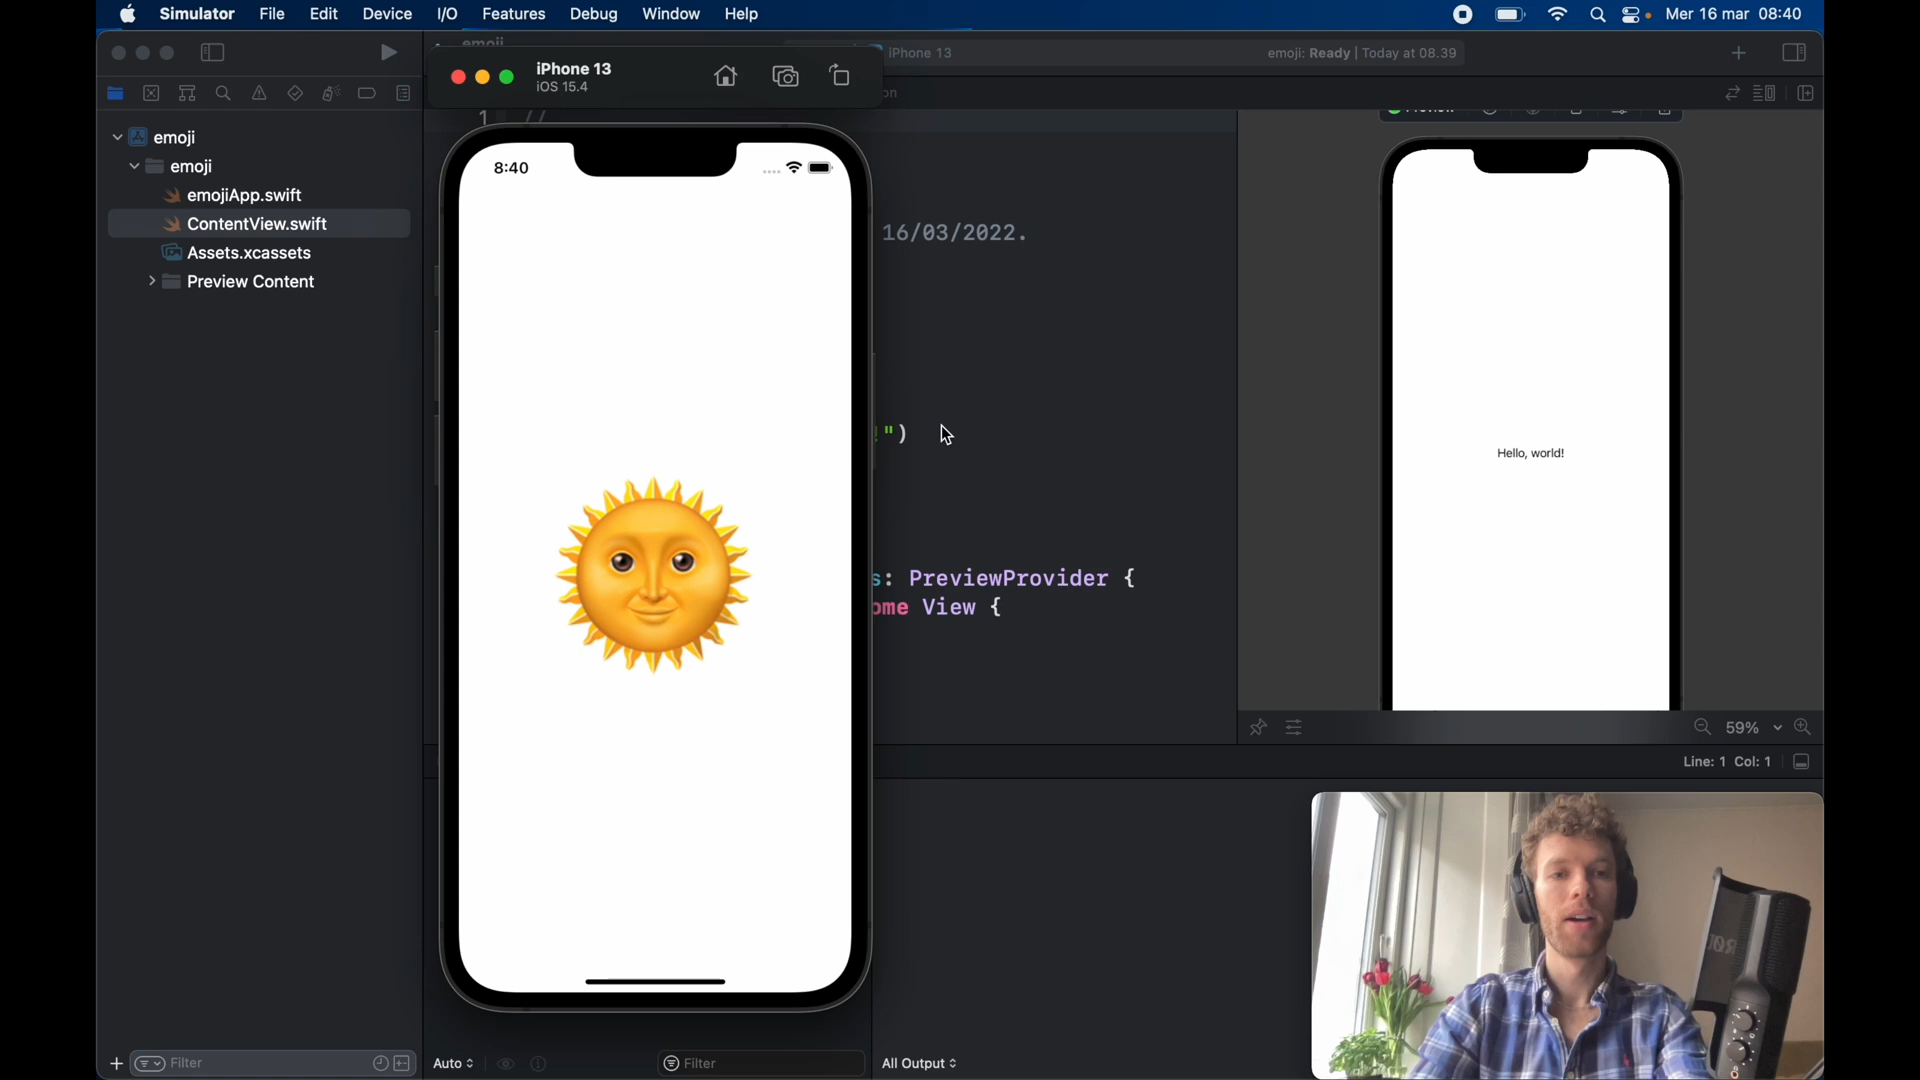 Simulator File Edit Device I/O Features Debug Window Help
Mer 16 mar 08:40
iPhone 13
emoji: Ready | Today at 08.39
iPhone 13
iOS 15.4
emoji
emoji
emojiApp.swift
ContentView.swift
Assets.xcassets
Preview Content
1 //
8:40
16/03/2022.
!")
s: PreviewProvider {
ome View {
Hello, world!
59%
Line: 1 Col: 1
Filter
Auto
Filter
All Output
RØDE